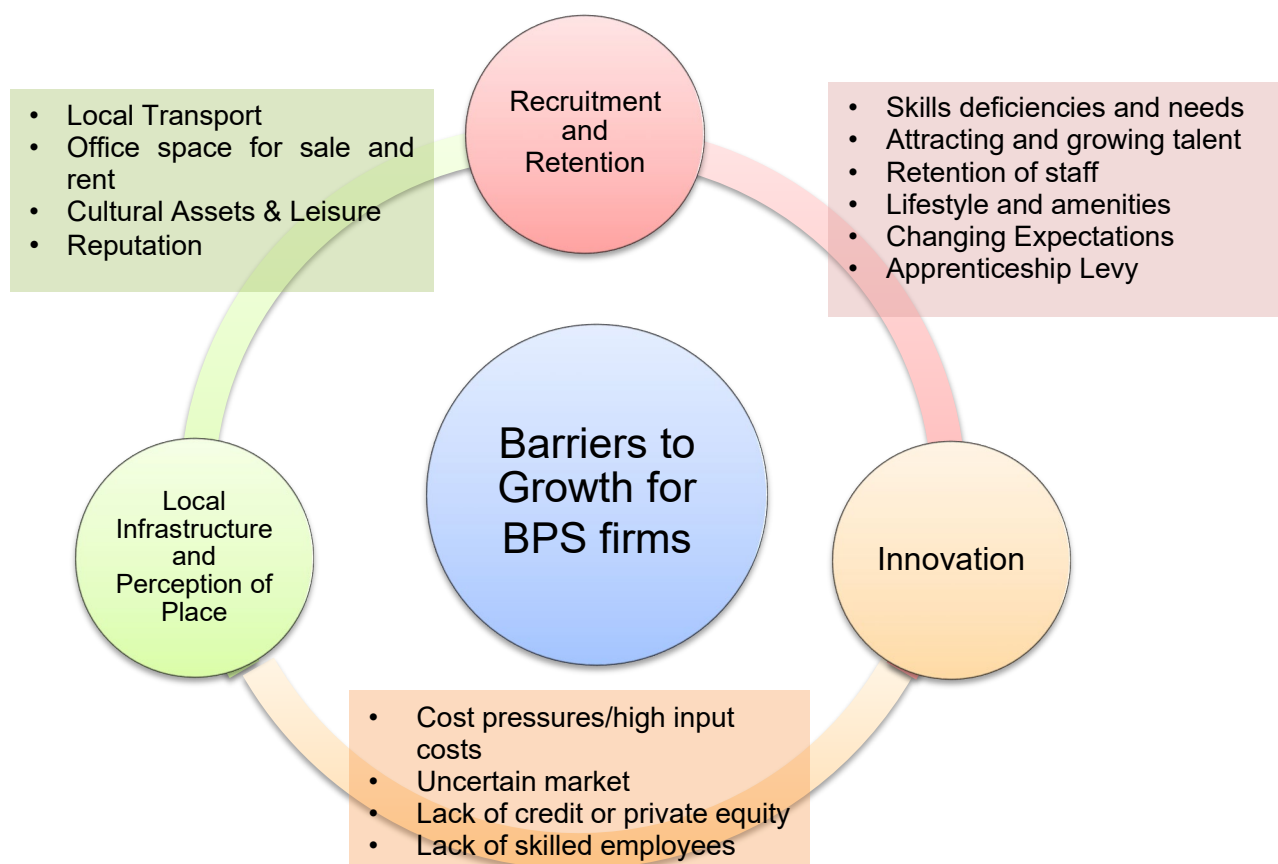 Recruitment
and
Retention
• Local Transport
• Office space for sale and
rent
• Cultural Assets & Leisure
• Reputation
• Skills deficiencies and needs
• Attracting and growing talent
• Retention of staff
• Lifestyle and amenities
• Changing Expectations
• Apprenticeship Levy
Barriers to
Growth for
BPS firms
Local
Infrastructure
and
Perception of
Place
Innovation
• Cost pressures/high input
costs
• Uncertain market
• Lack of credit or private equity
• Lack of skilled employees